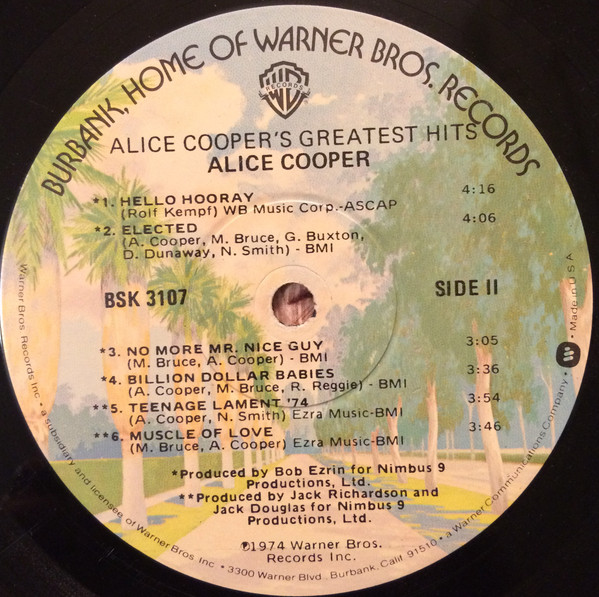 BURBANK, HOME OF WARNER BROS. RECORDS
WB
RECORDS
ALICE COOPER'S GREATEST HITS
ALICE COOPER
*1. HELLO HOORAY 4:16
(Rolf Kempf) WB Music Corp.-ASCAP
*2. ELECTED 4:06
(A. Cooper, M. Bruce, G. Buxton,
D. Dunaway, N. Smith) - BMI
BSK 3107 SIDE II
*3. NO MORE MR. NICE GUY 3:05
(M. Bruce, A. Cooper) - BMI
*4. BILLION DOLLAR BABIES 3:36
(A. Cooper, M. Bruce, R. Reggie) - BMI
**5. TEENAGE LAMENT '74 3:54
(A. Cooper, N. Smith) Ezra Music-BMI
**6. MUSCLE OF LOVE 3:46
(M. Bruce, A. Cooper) Ezra Music-BMI
*Produced by Bob Ezrin for Nimbus 9
Productions, Ltd.
**Produced by Jack Richardson and
Jack Douglas for Nimbus 9
Productions, Ltd.
℗1974 Warner Bros.
Records Inc.
Warner Bros. Records Inc. • a subsidiary and licensee of Warner Bros. Inc. • 3300 Warner Blvd., Burbank, Calif. 91510 • a Warner Communications Company • Made in U.S.A.